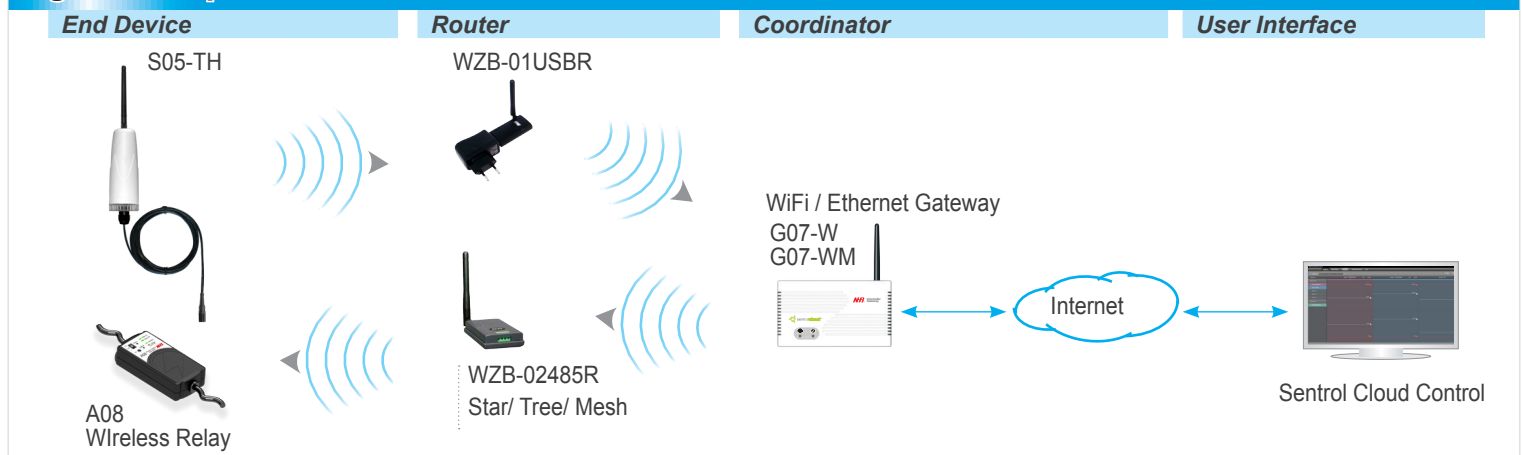 End Device
Router
Coordinator
User Interface
S05-TH
WZB-01USBR
WiFi / Ethernet Gateway
G07-W
G07-WM
Internet
WZB-02485R
Star/ Tree/ Mesh
Sentrol Cloud Control
A08
WIreless Relay